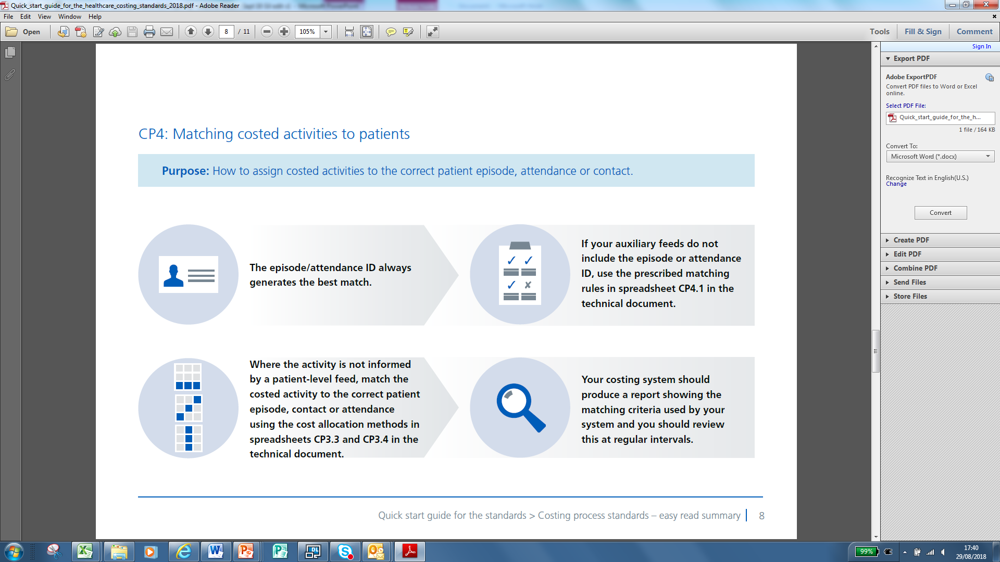 Quick_start_guide_for_the_healthcare_costing_standards_2018.pdf - Adobe Reader
File Edit View Window Help
Open
8 / 11
105%
Tools
Fill & Sign
Comment
Sign In
Export PDF
Adobe ExportPDF
Convert PDF files to Word or Excel
online.
Select PDF File:
Quick_start_guide_for_the_h...
1 file / 164 KB
Convert To:
Microsoft Word (*.docx)
Recognize Text in English(U.S.)
Change
Convert
Create PDF
Edit PDF
Combine PDF
Send Files
Store Files
CP4: Matching costed activities to patients
Purpose: How to assign costed activities to the correct patient episode, attendance or contact.
The episode/attendance ID always
generates the best match.
If your auxiliary feeds do not
include the episode or attendance
ID, use the prescribed matching
rules in spreadsheet CP4.1 in the
technical document.
Where the activity is not informed
by a patient-level feed, match the
costed activity to the correct patient
episode, contact or attendance
using the cost allocation methods in
spreadsheets CP3.3 and CP3.4 in the
technical document.
Your costing system should
produce a report showing the
matching criteria used by your
system and you should review
this at regular intervals.
Quick start guide for the standards > Costing process standards – easy read summary
8
99%
17:40
29/08/2018